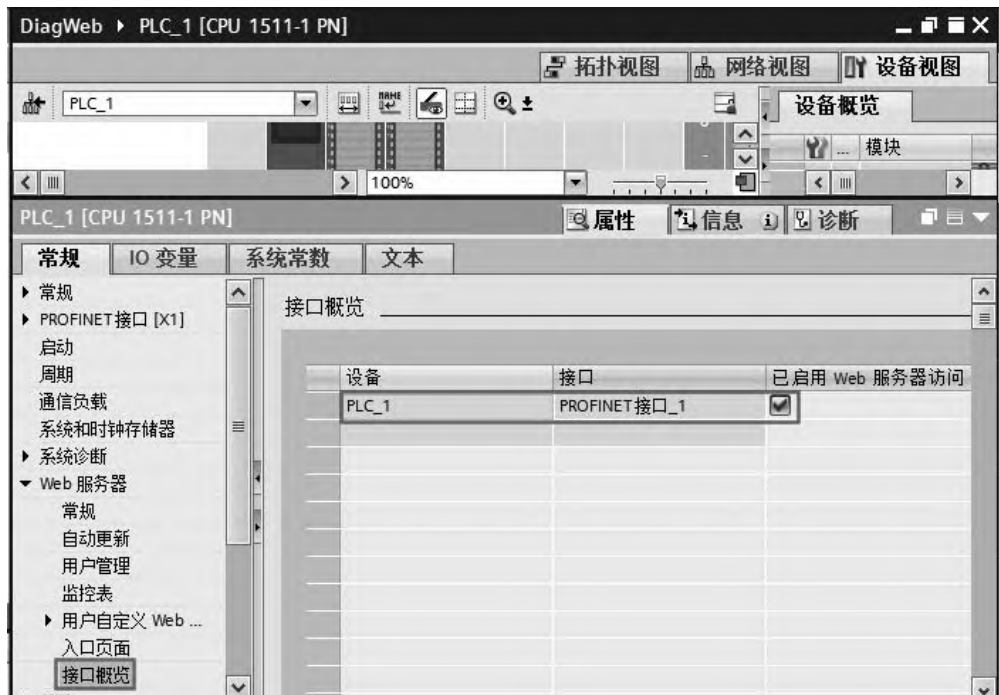 DiagWeb ▸ PLC_1 [CPU 1511-1 PN]
拓扑视图 网络视图 设备视图
PLC_1 设备概览
... 模块
100%
PLC_1 [CPU 1511-1 PN] 属性 信息 诊断
常规 IO 变量 系统常数 文本
常规
PROFINET接口 [X1]
启动
周期
通信负载
系统和时钟存储器
系统诊断
Web 服务器
常规
自动更新
用户管理
监控表
用户自定义 Web ...
入口页面
接口概览
接口概览
设备 接口 已启用 Web 服务器访问
PLC_1 PROFINET接口_1